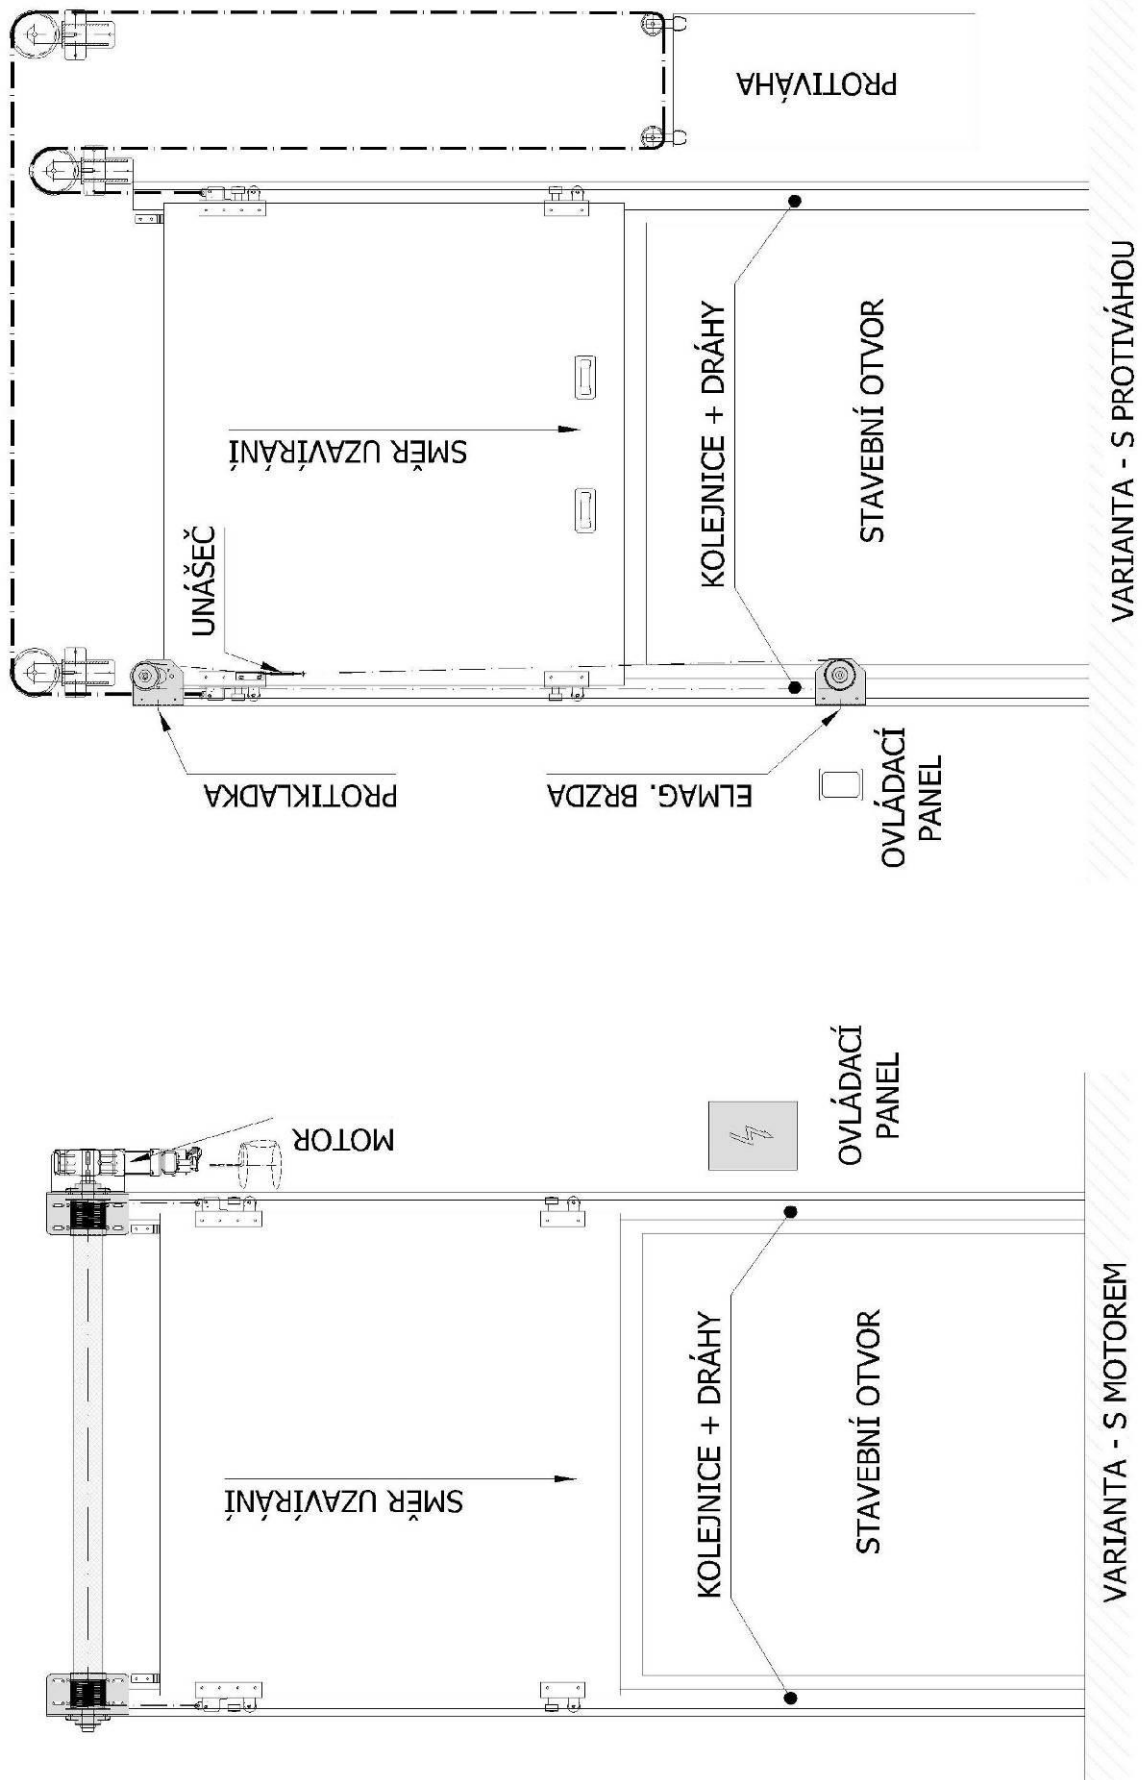 PROTIVÁHA
SMĚR UZAVÍRÁNÍ
UNÁŠEČ
KOLEJNICE + DRÁHY
STAVEBNÍ OTVOR
PROTIKLADKA
ELMAG. BRZDA
OVLÁDACÍ
PANEL
VARIANTA - S PROTIVÁHOU
MOTOR
OVLÁDACÍ
PANEL
SMĚR UZAVÍRÁNÍ
KOLEJNICE + DRÁHY
STAVEBNÍ OTVOR
VARIANTA - S MOTOREM